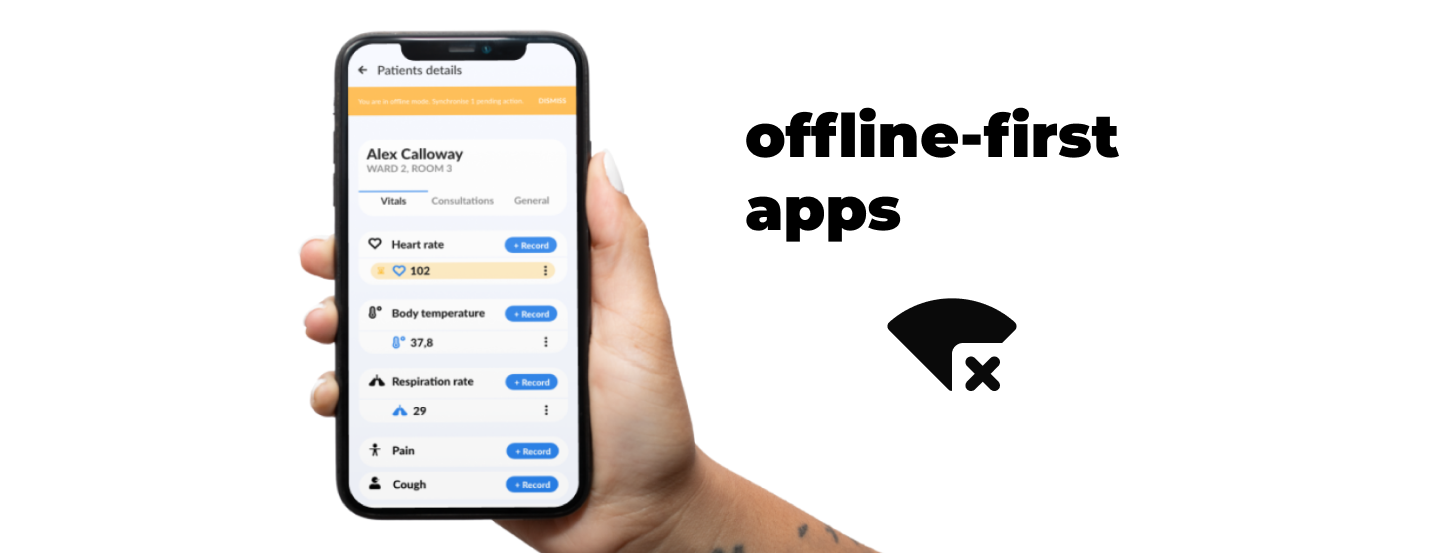 Patients details
You are in offline mode. Synchronise 1 pending action. DISMISS
Alex Calloway
WARD 2, ROOM 3
Vitals Consultations General
Heart rate + Record
102
Body temperature + Record
37,8
Respiration rate + Record
29
Pain + Record
Cough + Record
offline-first
apps